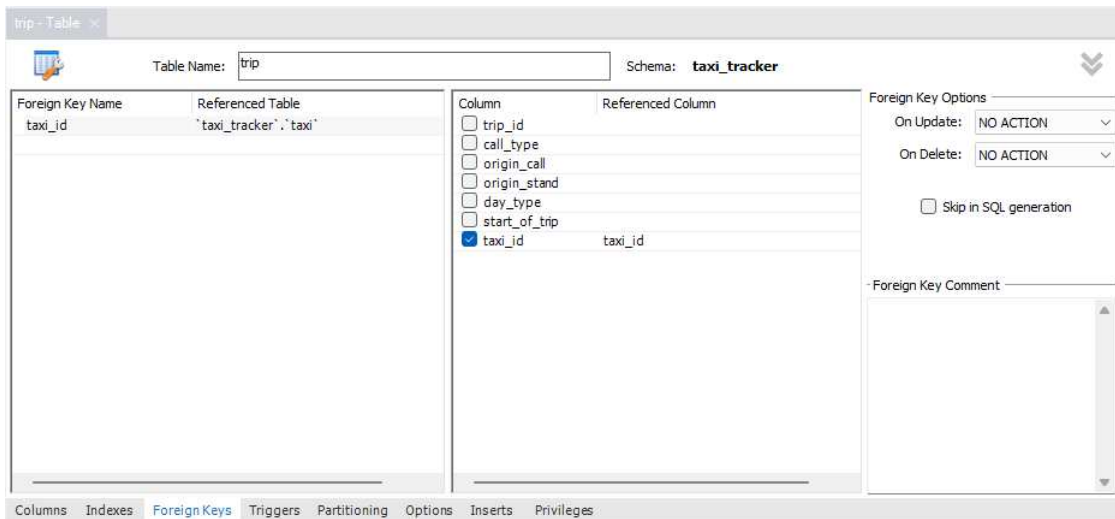 trip - Table ×
Table Name: trip Schema: taxi_tracker
Foreign Key Name Referenced Table
taxi_id `taxi_tracker`.`taxi`
Column Referenced Column
trip_id
call_type
origin_call
origin_stand
day_type
start_of_trip
taxi_id taxi_id
Foreign Key Options
On Update: NO ACTION
On Delete: NO ACTION
Skip in SQL generation
Foreign Key Comment
Columns Indexes Foreign Keys Triggers Partitioning Options Inserts Privileges